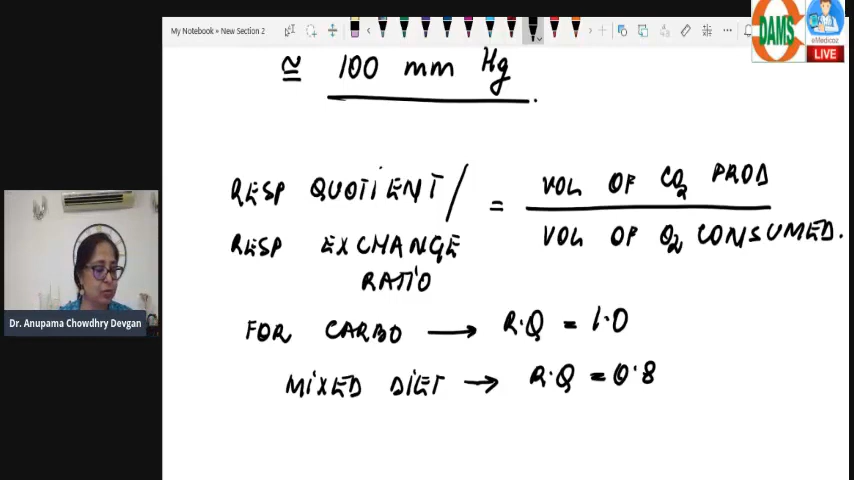 My Notebook » New Section 2
DAMS
eMedicoz
LIVE
≅ 100 mm Hg.
RESP QUOTIENT/
RESP EXCHANGE
RATIO
= VOL OF CO2 PROD
VOL OF O2 CONSUMED.
FOR CARBO → R.Q = 1.0
MIXED DIET → R.Q = 0.8
Dr. Anupama Chowdhry Devgan